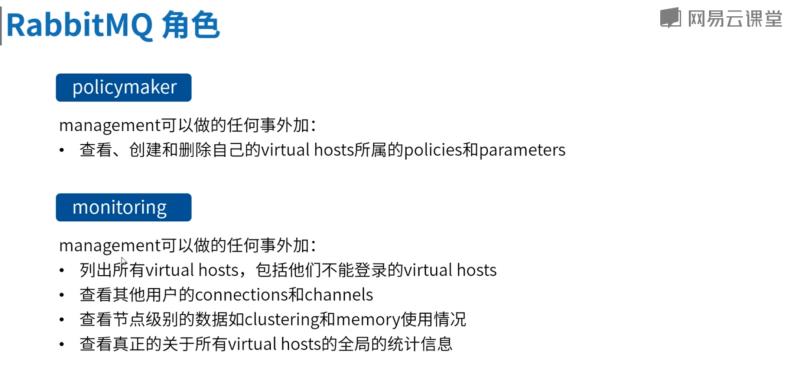 RabbitMQ 角色
网易云课堂
policymaker
management可以做的任何事外加：
• 查看、创建和删除自己的virtual hosts所属的policies和parameters
monitoring
management可以做的任何事外加：
• 列出所有virtual hosts，包括他们不能登录的virtual hosts
• 查看其他用户的connections和channels
• 查看节点级别的数据如clustering和memory使用情况
• 查看真正的关于所有virtual hosts的全局的统计信息